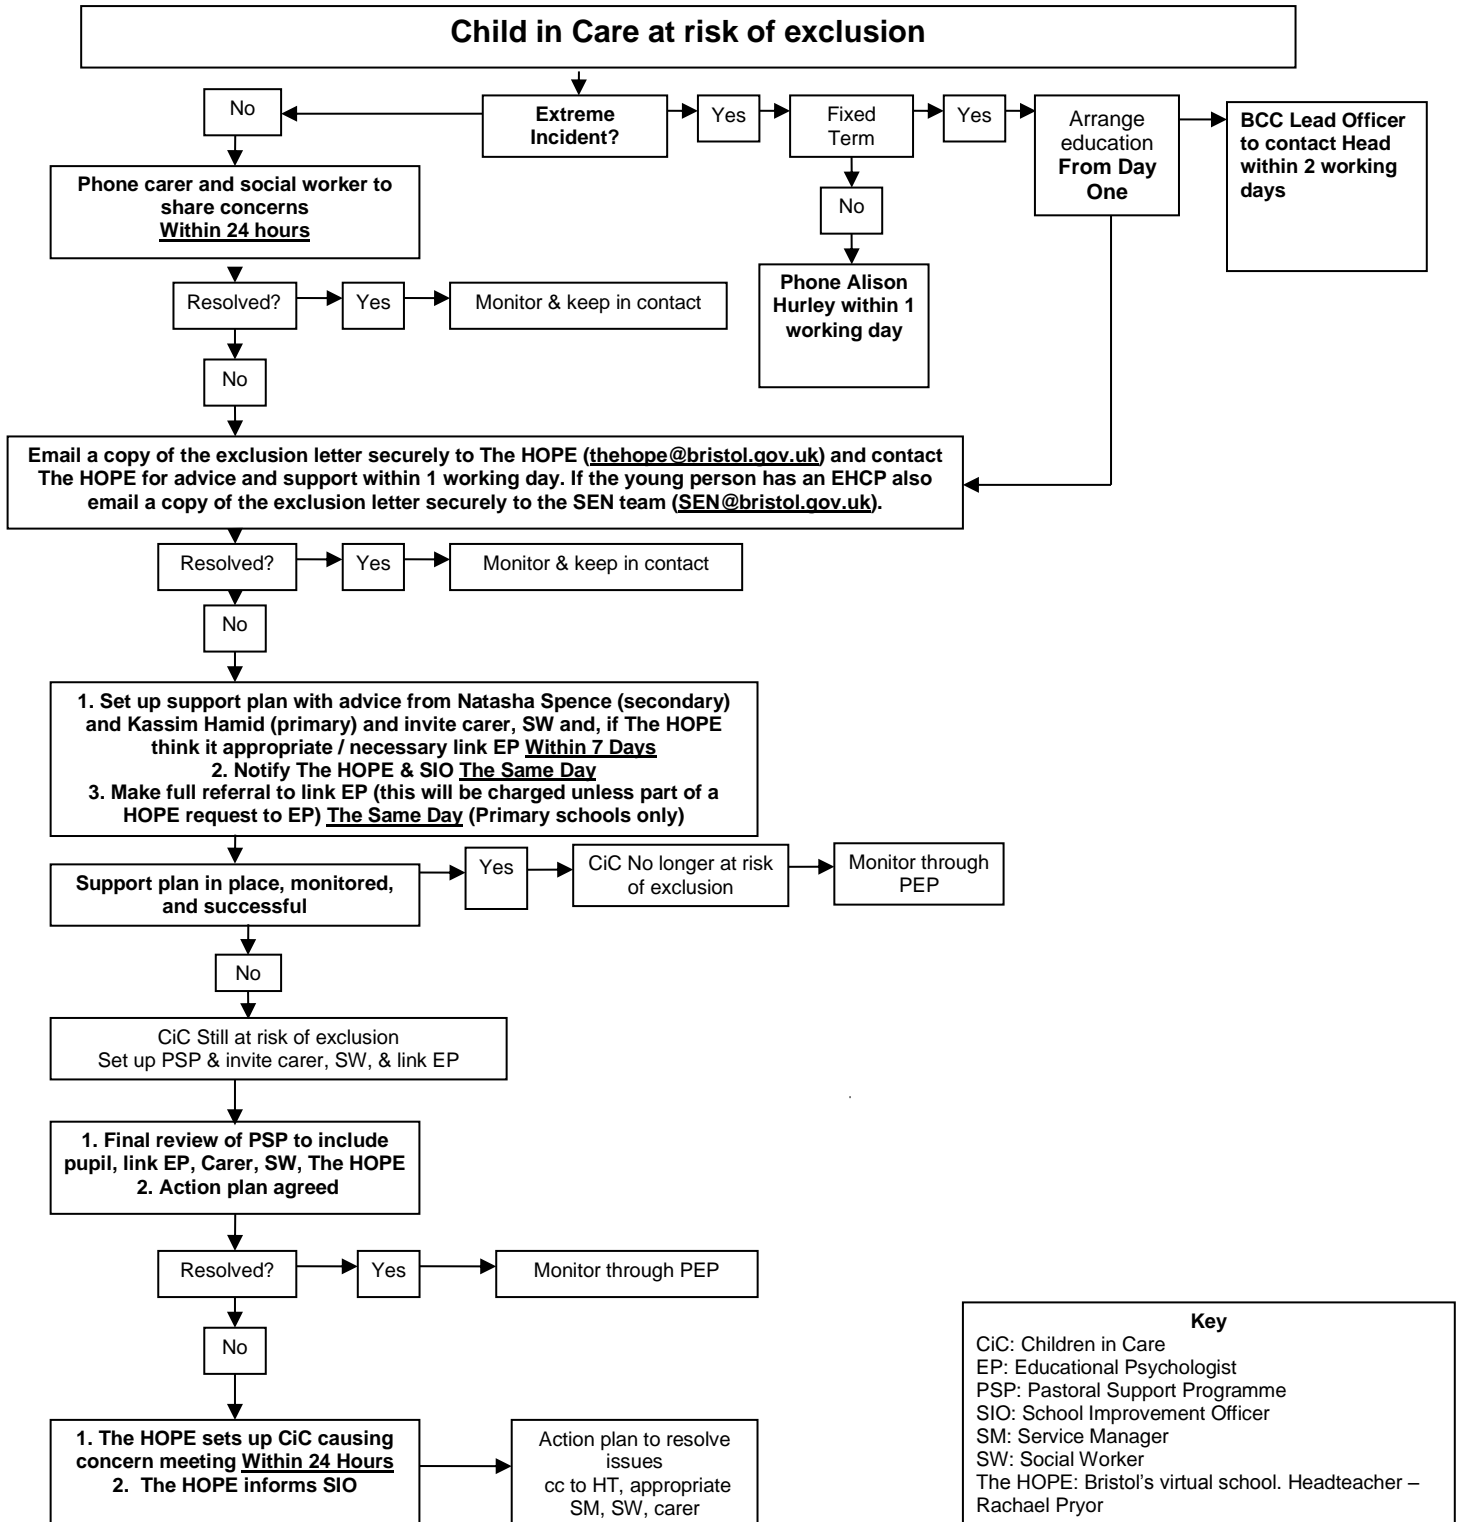 Child in Care at risk of exclusion
No
Extreme
Incident?
Yes
Fixed
Term
Yes
Arrange
education
From Day
One
BCC Lead Officer
to contact Head
within 2 working
days
Phone carer and social worker to
share concerns
Within 24 hours
No
Phone Alison
Hurley within 1
working day
Resolved?
Yes
Monitor & keep in contact
No
Email a copy of the exclusion letter securely to The HOPE (thehope@bristol.gov.uk) and contact
The HOPE for advice and support within 1 working day. If the young person has an EHCP also
email a copy of the exclusion letter securely to the SEN team (SEN@bristol.gov.uk).
Resolved?
Yes
Monitor & keep in contact
No
1. Set up support plan with advice from Natasha Spence (secondary)
and Kassim Hamid (primary) and invite carer, SW and, if The HOPE
think it appropriate / necessary link EP Within 7 Days
2. Notify The HOPE & SIO The Same Day
3. Make full referral to link EP (this will be charged unless part of a
HOPE request to EP) The Same Day (Primary schools only)
Support plan in place, monitored,
and successful
Yes
CiC No longer at risk
of exclusion
Monitor through
PEP
No
CiC Still at risk of exclusion
Set up PSP & invite carer, SW, & link EP
1. Final review of PSP to include
pupil, link EP, Carer, SW, The HOPE
2. Action plan agreed
Resolved?
Yes
Monitor through PEP
No
1. The HOPE sets up CiC causing
concern meeting Within 24 Hours
2. The HOPE informs SIO
Action plan to resolve
issues
cc to HT, appropriate
SM, SW, carer
Key
CiC: Children in Care
EP: Educational Psychologist
PSP: Pastoral Support Programme
SIO: School Improvement Officer
SM: Service Manager
SW: Social Worker
The HOPE: Bristol's virtual school. Headteacher –
Rachael Pryor